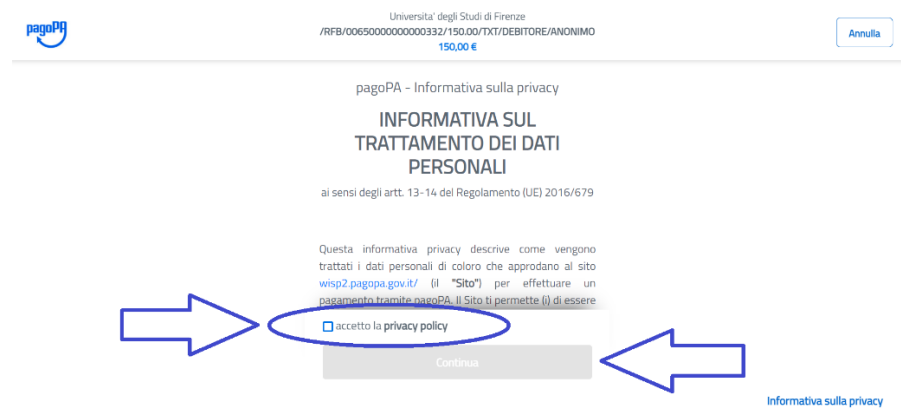 pagoPA
Universita' degli Studi di Firenze
/RFB/00650000000000332/150.00/TXT/DEBITORE/ANONIMO
150,00 €
Annulla
pagoPA - Informativa sulla privacy
INFORMATIVA SUL
TRATTAMENTO DEI DATI
PERSONALI
ai sensi degli artt. 13-14 del Regolamento (UE) 2016/679
Questa informativa privacy descrive come vengono
trattati i dati personali di coloro che approdano al sito
wisp2.pagopa.gov.it/ (il "Sito") per effettuare un
pagamento tramite pagoPA. Il Sito ti permette (i) di essere
accetto la privacy policy
Continua
Informativa sulla privacy